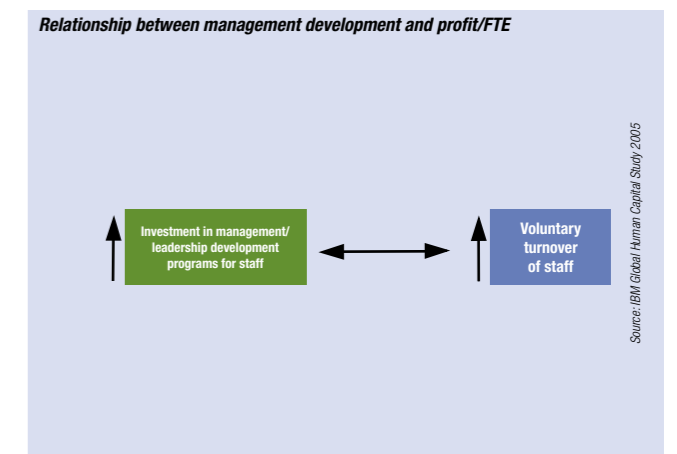 Relationship between management development and profit/FTE
Investment in management/
leadership development
programs for staff
Voluntary
turnover
of staff
Source: IBM Global Human Capital Study 2005